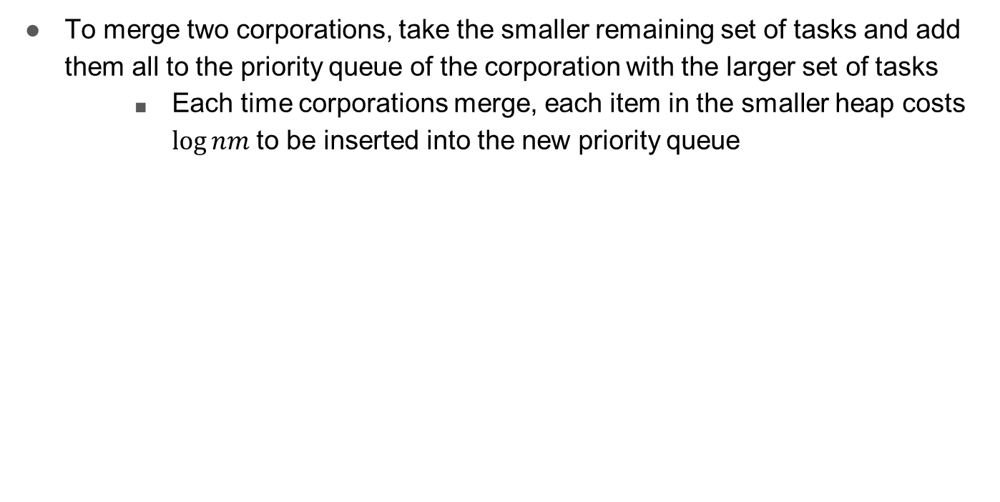 ● To merge two corporations, take the smaller remaining set of tasks and add
them all to the priority queue of the corporation with the larger set of tasks
■ Each time corporations merge, each item in the smaller heap costs
log nm to be inserted into the new priority queue